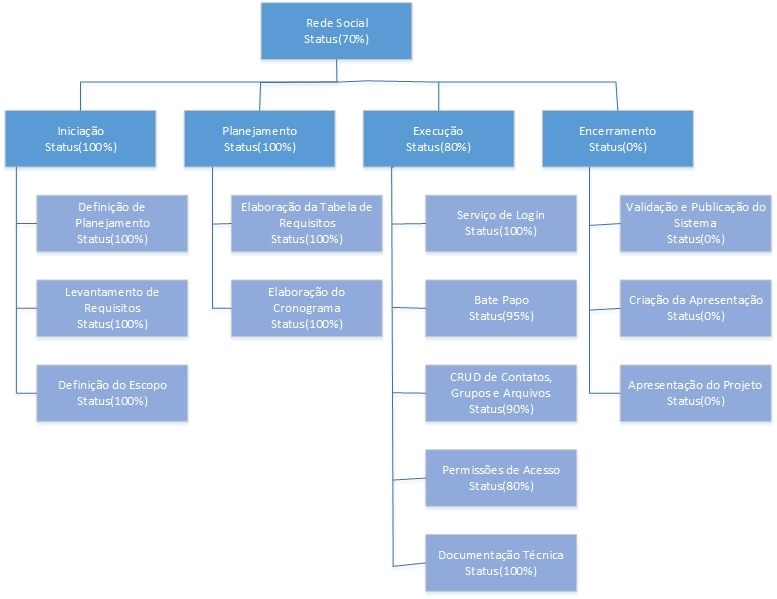 Rede Social
Status(70%)
Iniciação
Status(100%)
Planejamento
Status(100%)
Execução
Status(80%)
Encerramento
Status(0%)
Definição de
Planejamento
Status(100%)
Levantamento de
Requisitos
Status(100%)
Definição do Escopo
Status(100%)
Elaboração da Tabela de
Requisitos
Status(100%)
Elaboração do
Cronograma
Status(100%)
Serviço de Login
Status(100%)
Bate Papo
Status(95%)
CRUD de Contatos,
Grupos e Arquivos
Status(90%)
Permissões de Acesso
Status(80%)
Documentação Técnica
Status(100%)
Validação e Publicação do
Sistema
Status(0%)
Criação da Apresentação
Status(0%)
Apresentação do Projeto
Status(0%)